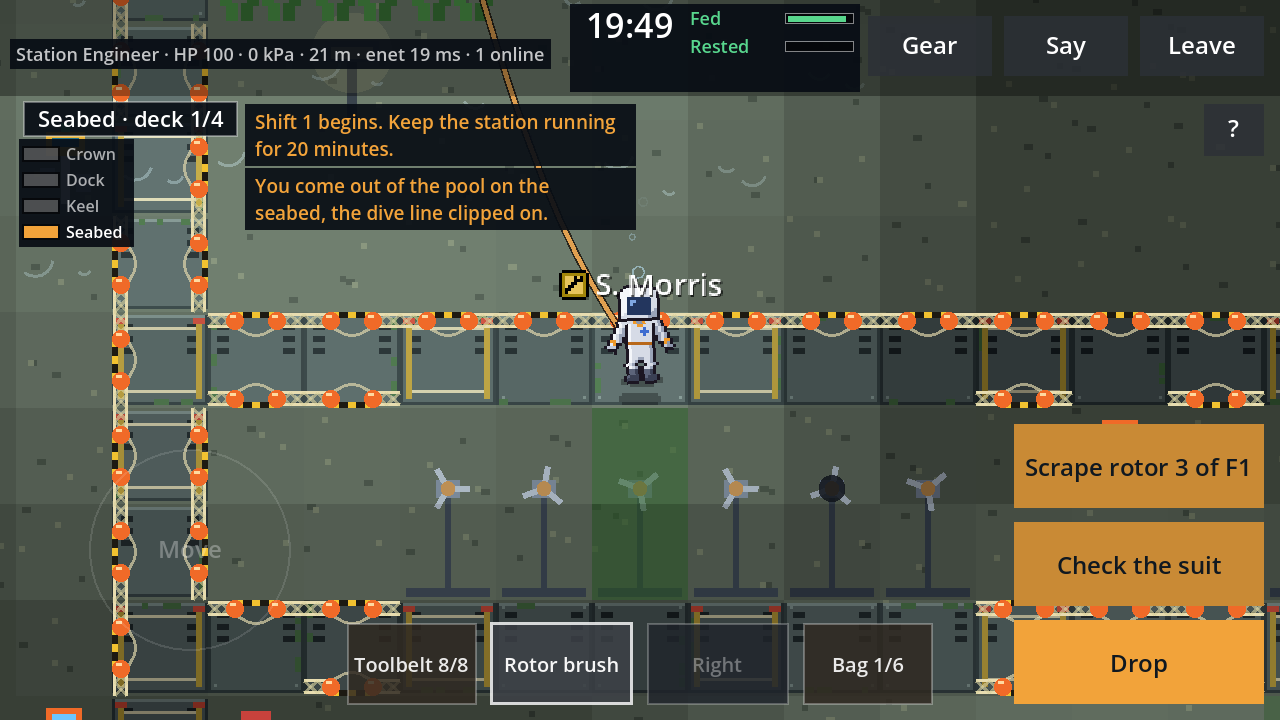 19:49
Fed
Rested
Gear
Say
Leave
Station Engineer · HP 100 · 0 kPa · 21 m · enet 19 ms · 1 online
Seabed · deck 1/4
Crown
Dock
Keel
Seabed
Shift 1 begins. Keep the station running
for 20 minutes.
You come out of the pool on the
seabed, the dive line clipped on.
?
S. Morris
Move
Scrape rotor 3 of F1
Check the suit
Drop
Toolbelt 8/8
Rotor brush
Right
Bag 1/6